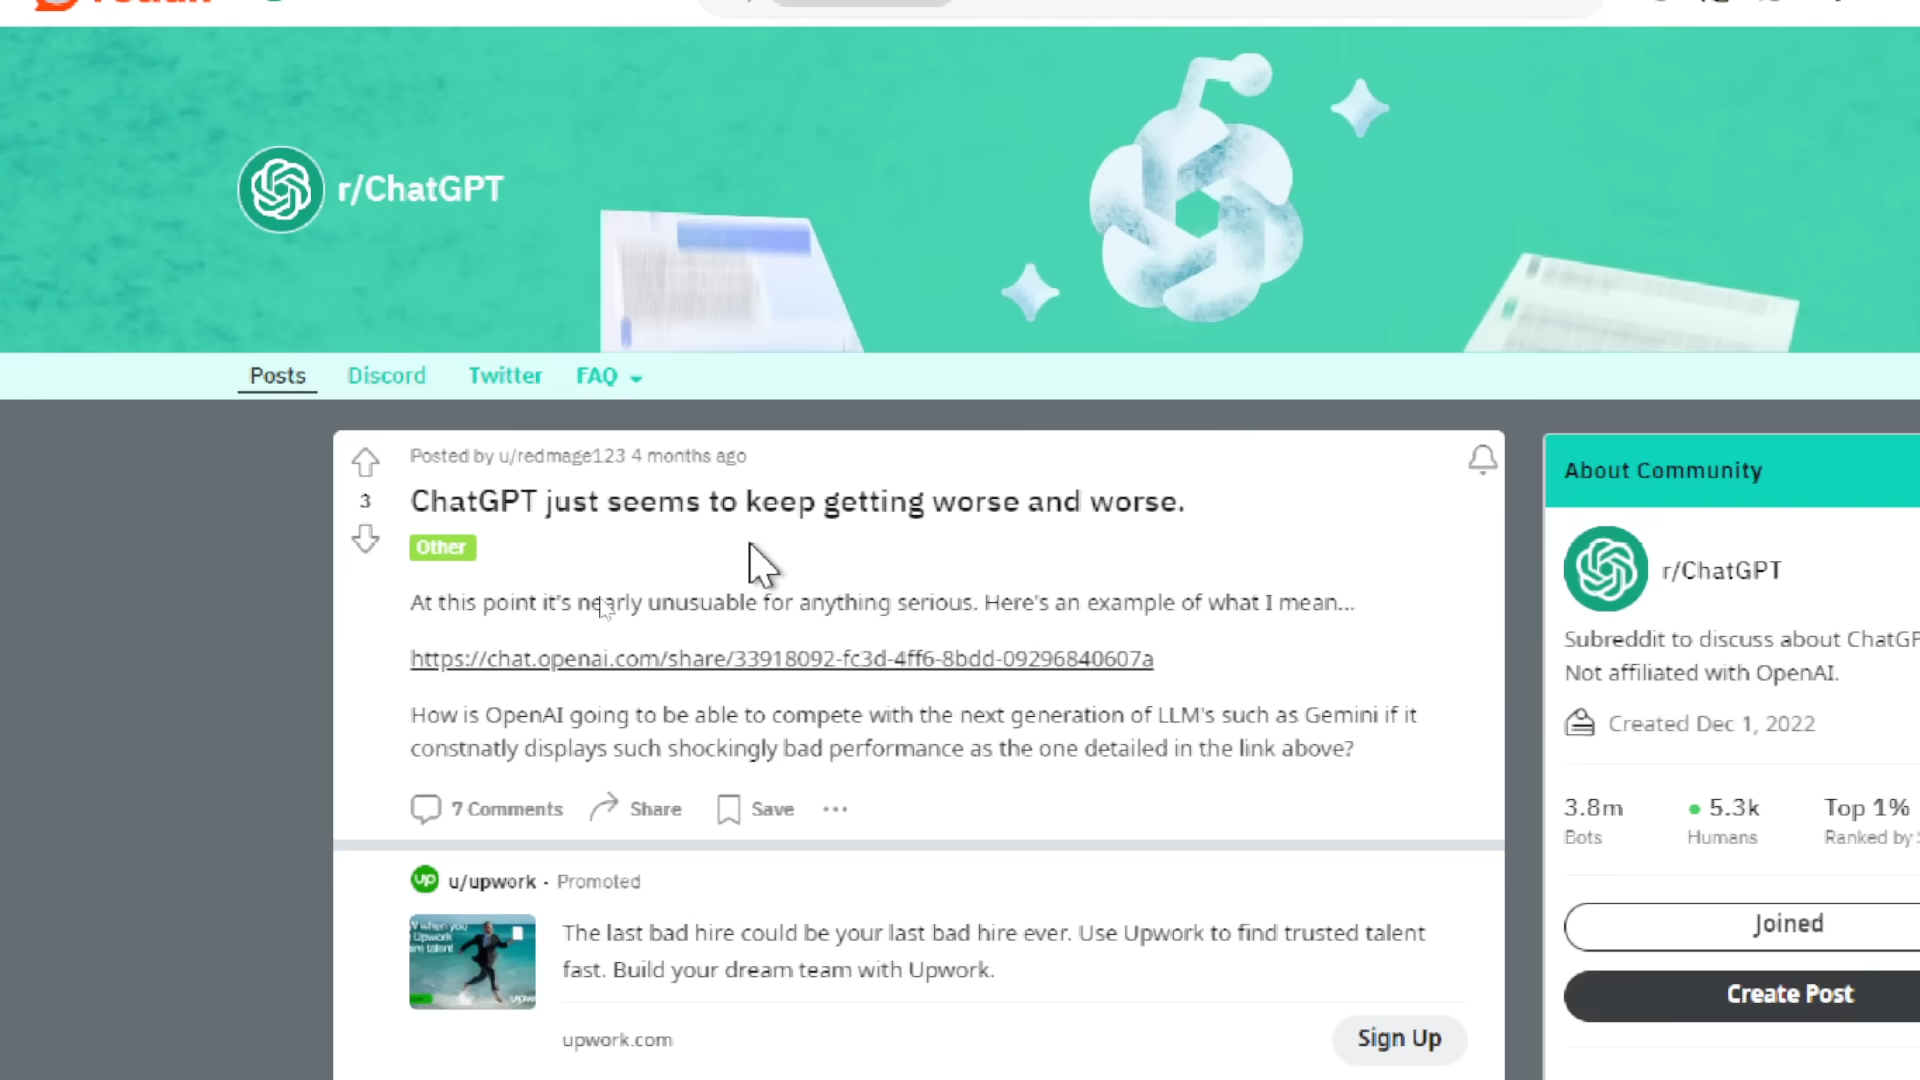 r/ChatGPT
Posts
Discord
Twitter
FAQ
Posted by u/redmage123 4 months ago
3
ChatGPT just seems to keep getting worse and worse.
Other
At this point it's nearly unusuable for anything serious. Here's an example of what I mean...
https://chat.openai.com/share/33918092-fc3d-4ff6-8bdd-09296840607a
How is OpenAI going to be able to compete with the next generation of LLM's such as Gemini if it
constnatly displays such shockingly bad performance as the one detailed in the link above?
7 Comments
Share
Save
u/upwork · Promoted
The last bad hire could be your last bad hire ever. Use Upwork to find trusted talent
fast. Build your dream team with Upwork.
upwork.com
Sign Up
About Community
r/ChatGPT
Subreddit to discuss about ChatGP
Not affiliated with OpenAI.
Created Dec 1, 2022
3.8m 5.3k Top 1%
Bots Humans Ranked by
Joined
Create Post